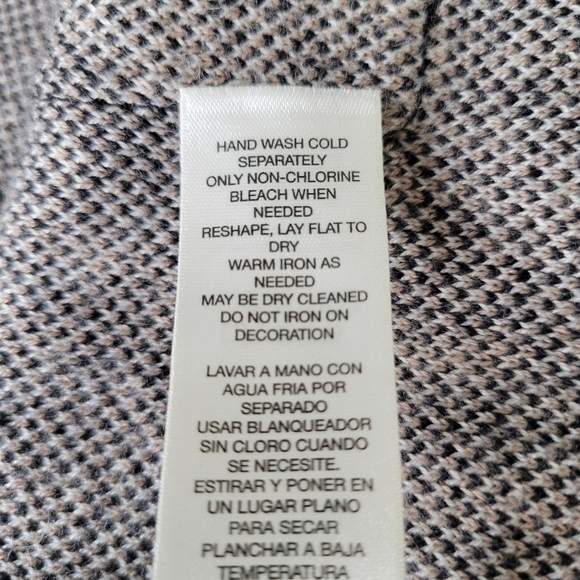 HAND WASH COLD
SEPARATELY
ONLY NON-CHLORINE
BLEACH WHEN
NEEDED
RESHAPE, LAY FLAT TO
DRY
WARM IRON AS
NEEDED
MAY BE DRY CLEANED
DO NOT IRON ON
DECORATION
LAVAR A MANO CON
AGUA FRIA POR
SEPARADO
USAR BLANQUEADOR
SIN CLORO CUANDO
SE NECESITE.
ESTIRAR Y PONER EN
UN LUGAR PLANO
PARA SECAR
PLANCHAR A BAJA
TEMPERATURA